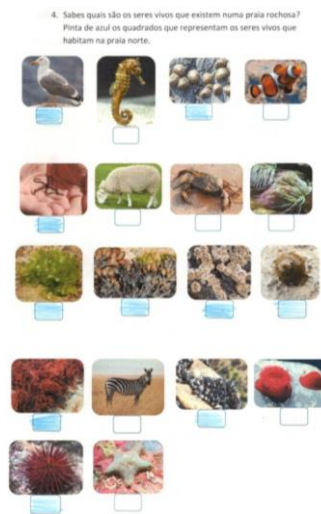 4. Sabes quais são os seres vivos que existem numa praia rochosa?
Pinta de azul os quadrados que representam os seres vivos que
habitam na praia norte.